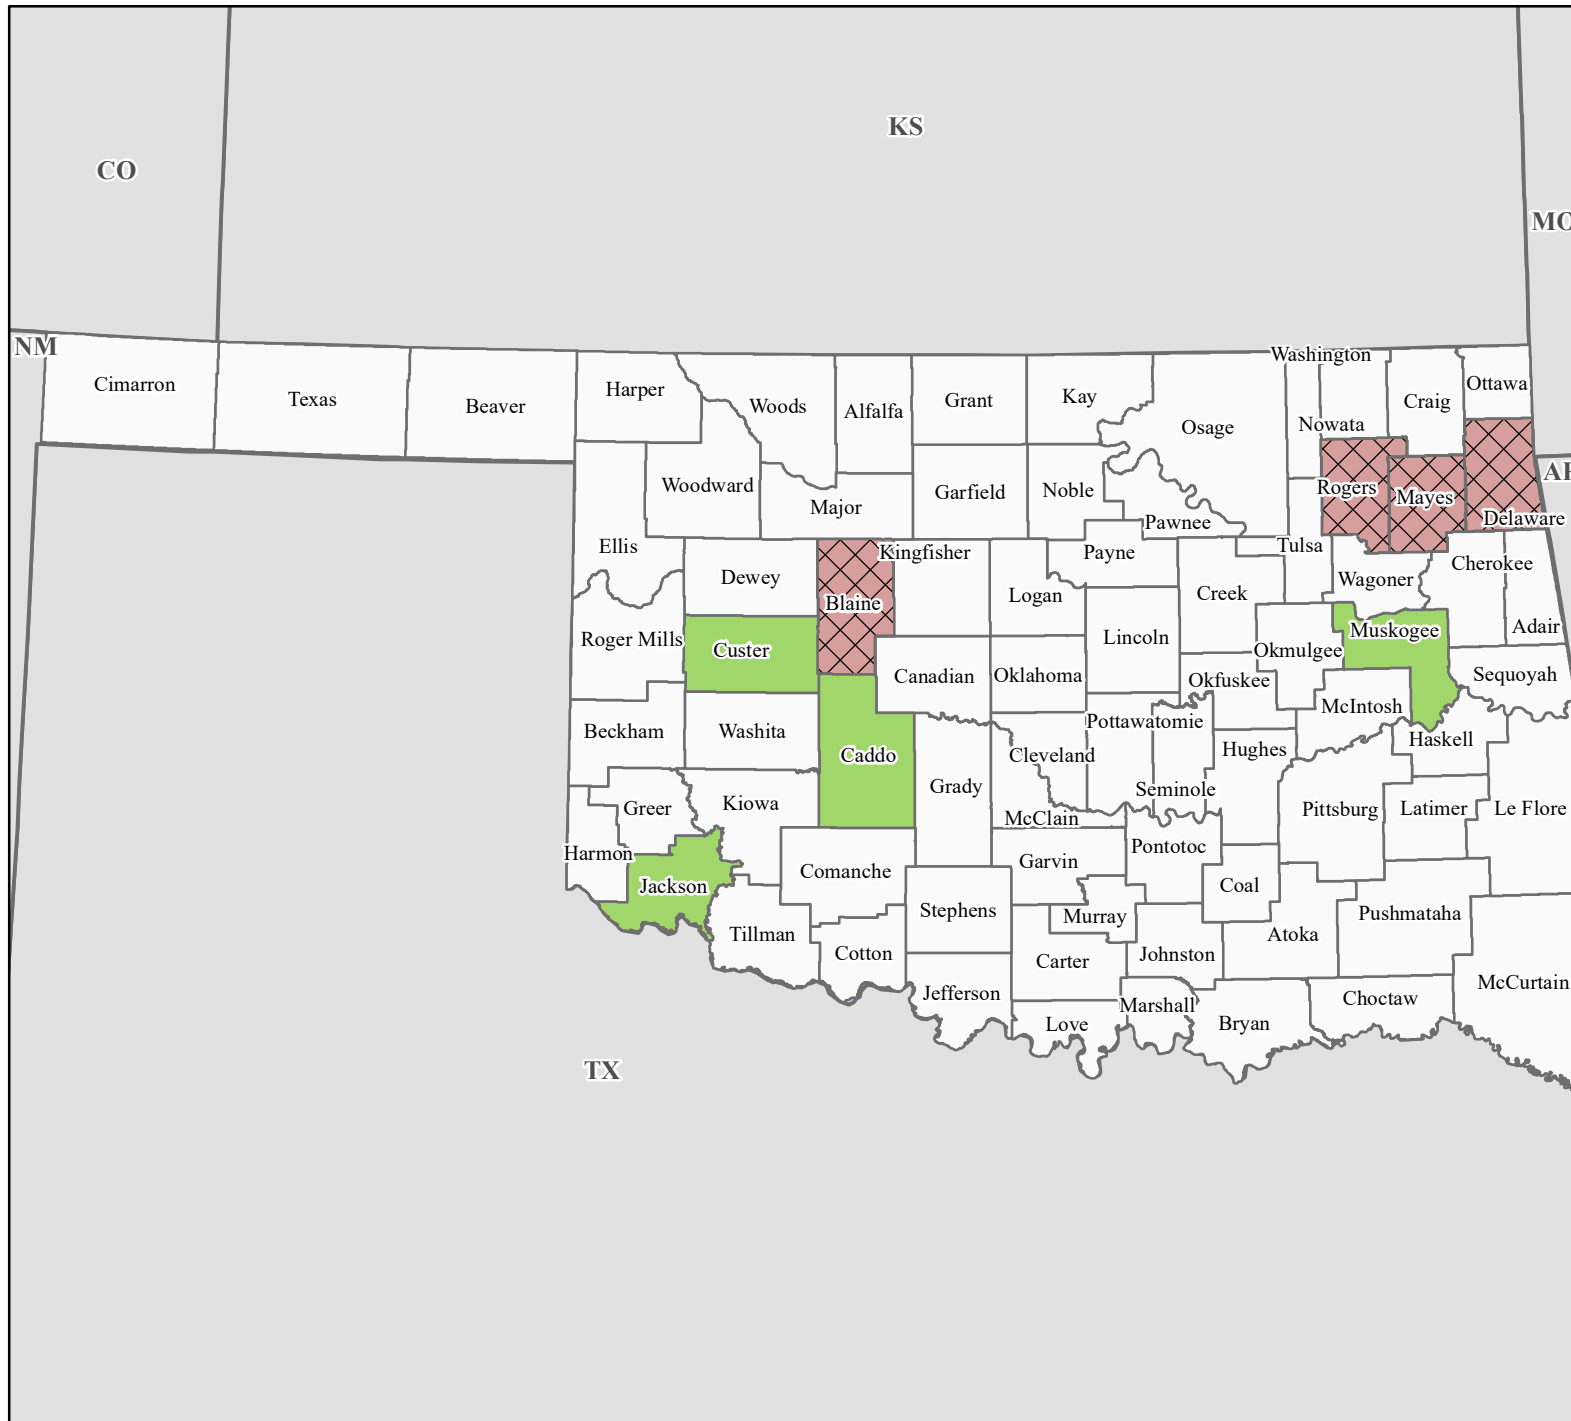 KS
CO
MO
NM
Washington
Cimarron
Texas
Beaver
Harper
Woods
Alfalfa
Grant
Kay
Osage
Nowata
Craig
Ottawa
Woodward
Major
Garfield
Noble
Pawnee
Rogers
Mayes
Delaware
Ellis
Dewey
Blaine
Kingfisher
Logan
Payne
Creek
Tulsa
Wagoner
Cherokee
Adair
Roger Mills
Custer
Canadian
Oklahoma
Lincoln
Okmulgee
Muskogee
Sequoyah
Okfuskee
McIntosh
Beckham
Washita
Caddo
Grady
Cleveland
Pottawatomie
Seminole
Hughes
Haskell
Greer
Kiowa
McClain
Pittsburg
Latimer
Le Flore
Harmon
Jackson
Comanche
Garvin
Pontotoc
Coal
Stephens
Murray
Tillman
Cotton
Carter
Johnston
Atoka
Pushmataha
McCurtain
Jefferson
Love
Marshall
Bryan
Choctaw
TX